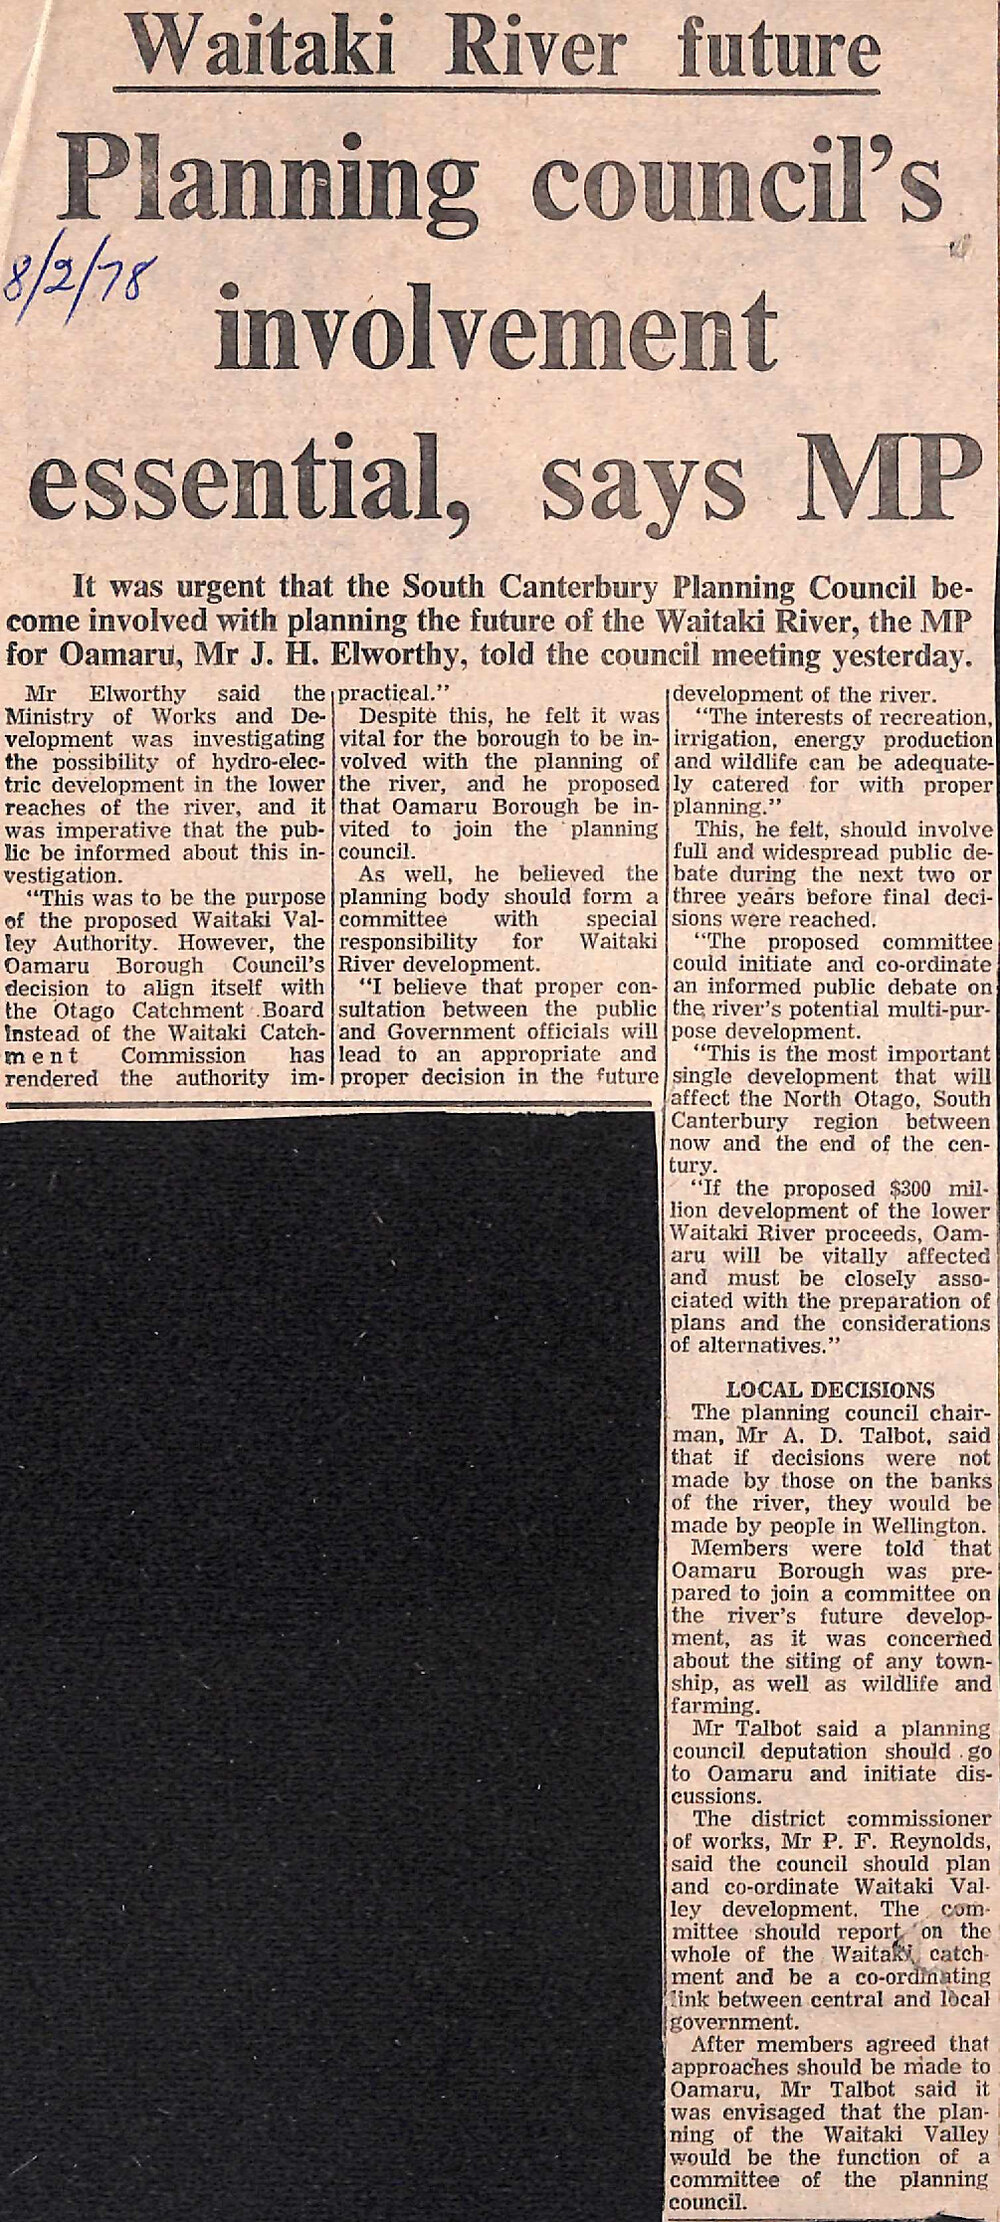 Waitaki River future
Planning council's
8/2/78
involvement
essential, says MP
It was urgent that the South Canterbury Planning Council be-
come involved with planning the future of the Waitaki River, the MP
for Oamaru, Mr J. H. Elworthy, told the council meeting yesterday.
Mr Elworthy said the
Ministry of Works and De-
velopment was investigating
the possibility of hydro-elec-
tric development in the lower
reaches of the river, and it
was imperative that the pub-
lic be informed about this in-
vestigation.
"This was to be the purpose
of the proposed Waitaki Val-
ley Authority. However, the
Oamaru Borough Council's
decision to align itself with
the Otago Catchment Board
instead of the Waitaki Catch-
ment Commission has
rendered the authority im-
practical."
Despite this, he felt it was
vital for the borough to be in-
volved with the planning of
the river, and he proposed
that Oamaru Borough be in-
vited to join the planning
council.
As well, he believed the
planning body should form a
committee with special
responsibility for Waitaki
River development.
"I believe that proper con-
sultation between the public
and Government officials will
lead to an appropriate and
proper decision in the future
development of the river.
"The interests of recreation,
irrigation, energy production
and wildlife can be adequate-
ly catered for with proper
planning."
This, he felt, should involve
full and widespread public de-
bate during the next two or
three years before final deci-
sions were reached.
"The proposed committee
could initiate and co-ordinate
an informed public debate on
the river's potential multi-pur-
pose development.
"This is the most important
single development that will
affect the North Otago, South
Canterbury region between
now and the end of the cen-
tury.
"If the proposed $300 mil-
lion development of the lower
Waitaki River proceeds, Oam-
aru will be vitally affected
and must be closely asso-
ciated with the preparation of
plans and the considerations
of alternatives."
LOCAL DECISIONS
The planning council chair-
man, Mr A. D. Talbot, said
that if decisions were not
made by those on the banks
of the river, they would be
made by people in Wellington.
Members were told that
Oamaru Borough was pre-
pared to join a committee on
the river's future develop-
ment, as it was concerned
about the siting of any town-
ship, as well as wildlife and
farming.
Mr Talbot said a planning
council deputation should go
to Oamaru and initiate dis-
cussions.
The district commissioner
of works, Mr P. F. Reynolds,
said the council should plan
and co-ordinate Waitaki Val-
ley development. The com-
mittee should report on the
whole of the Waitaki catch-
ment and be a co-ordinating
link between central and local
government.
After members agreed that
approaches should be made to
Oamaru, Mr Talbot said it
was envisaged that the plan-
ning of the Waitaki Valley
would be the function of a
committee of the planning
council.